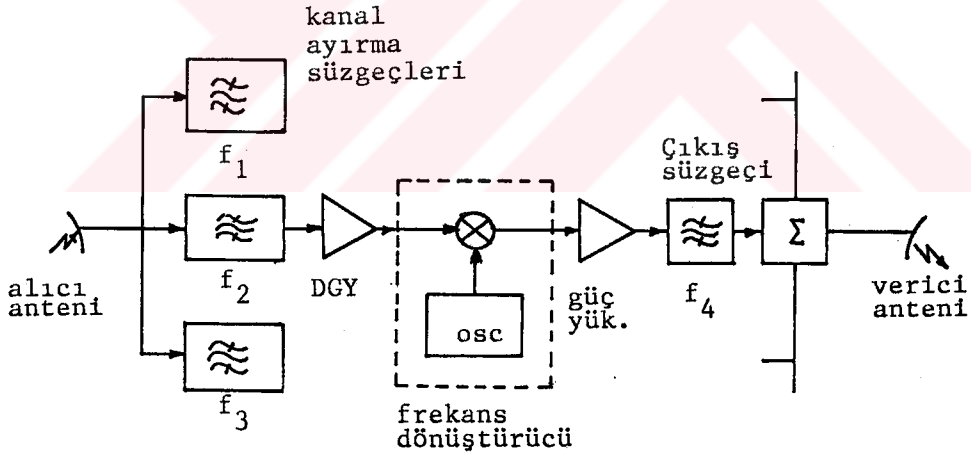 kanal
ayırma
süzgeçleri
f1
Çıkış
süzgeçi
Σ
f2
DGY
alıcı
anteni
osc
güç
yük.
f4
verici
anteni
f3
frekans
dönüştürücü